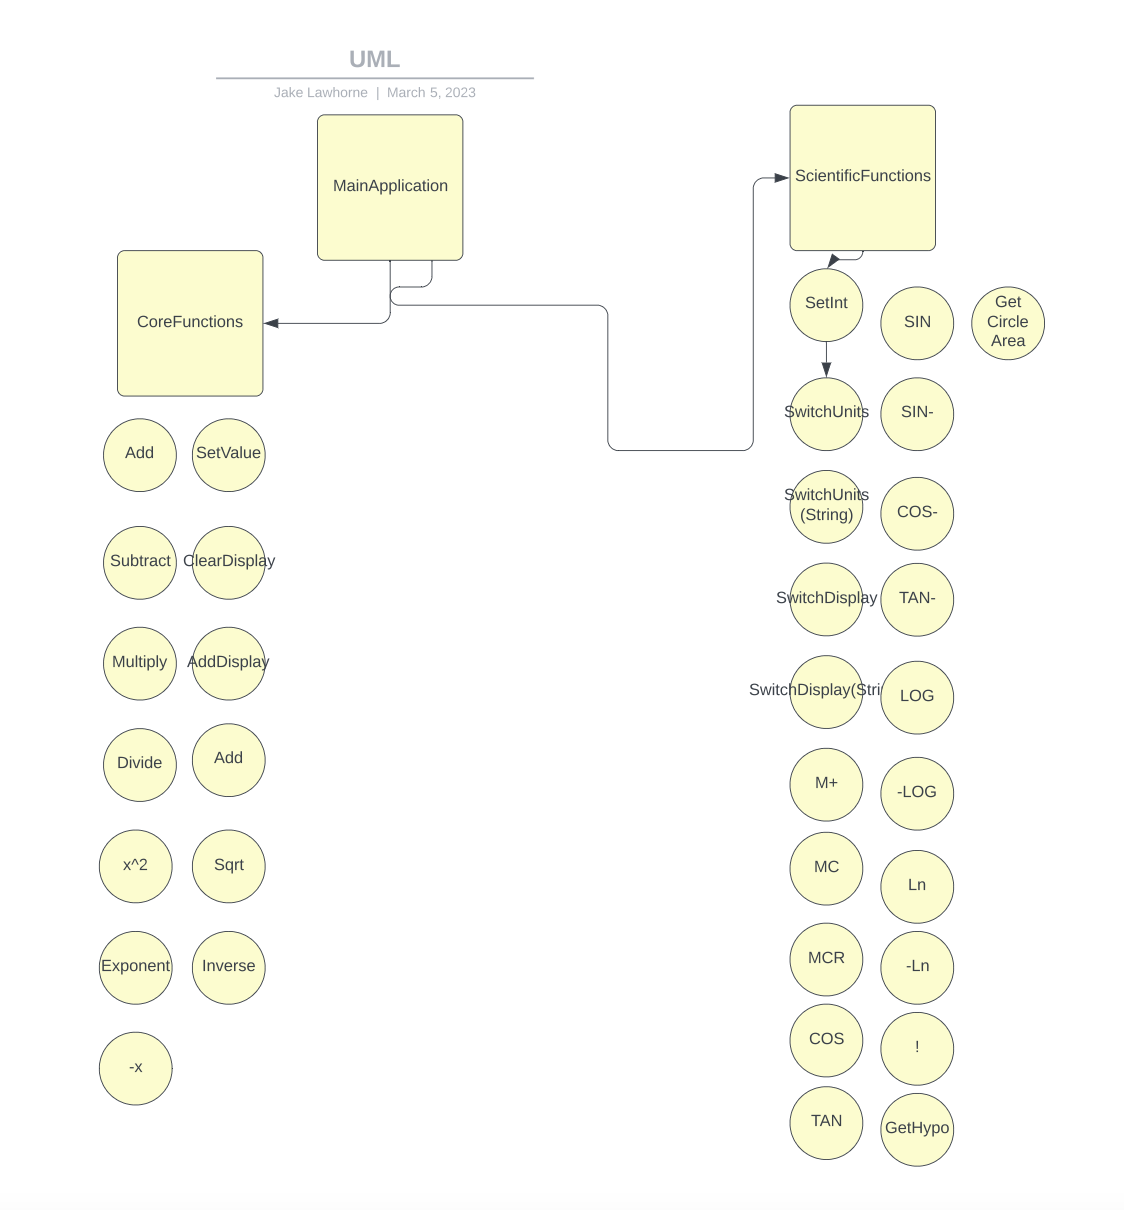 UML
Jake Lawhorne | March 5, 2023
MainApplication
ScientificFunctions
CoreFunctions
Add
SetValue
Subtract
ClearDisplay
Multiply
AddDisplay
Divide
Add
x^2
Sqrt
Exponent
Inverse
-x
SetInt
SIN
Get
Circle
Area
SwitchUnits
SIN-
SwitchUnits
(String)
COS-
SwitchDisplay
TAN-
SwitchDisplay(Stri
LOG
M+
-LOG
MC
Ln
MCR
-Ln
COS
!
TAN
GetHypo